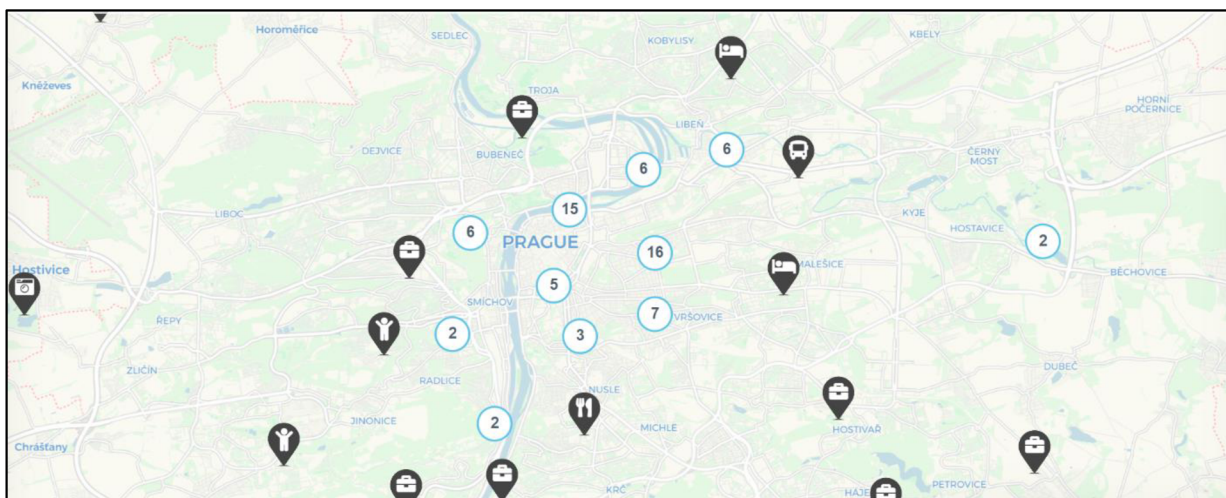 Horoměřice
SEDLEC
KOBYLISY
KBELY
Kněževes
TROJA
HORNÍ
POČERNICE
LIBEŇ
DEJVICE
BUBENEČ
6
ČERNÝ
MOST
6
15
LIBOC
KYJE
6
PRAGUE
HOSTAVICE
2
16
MALEŠICE
Hostivice
BĚCHOVICE
5
SMÍCHOV
7
VRŠOVICE
ŘEPY
2
3
ZLIČÍN
DUBEČ
RADLICE
NUSLE
JINONICE
2
MICHLE
HOSTIVAŘ
Chrášťany
KRČ
HÁJE
PETROVICE